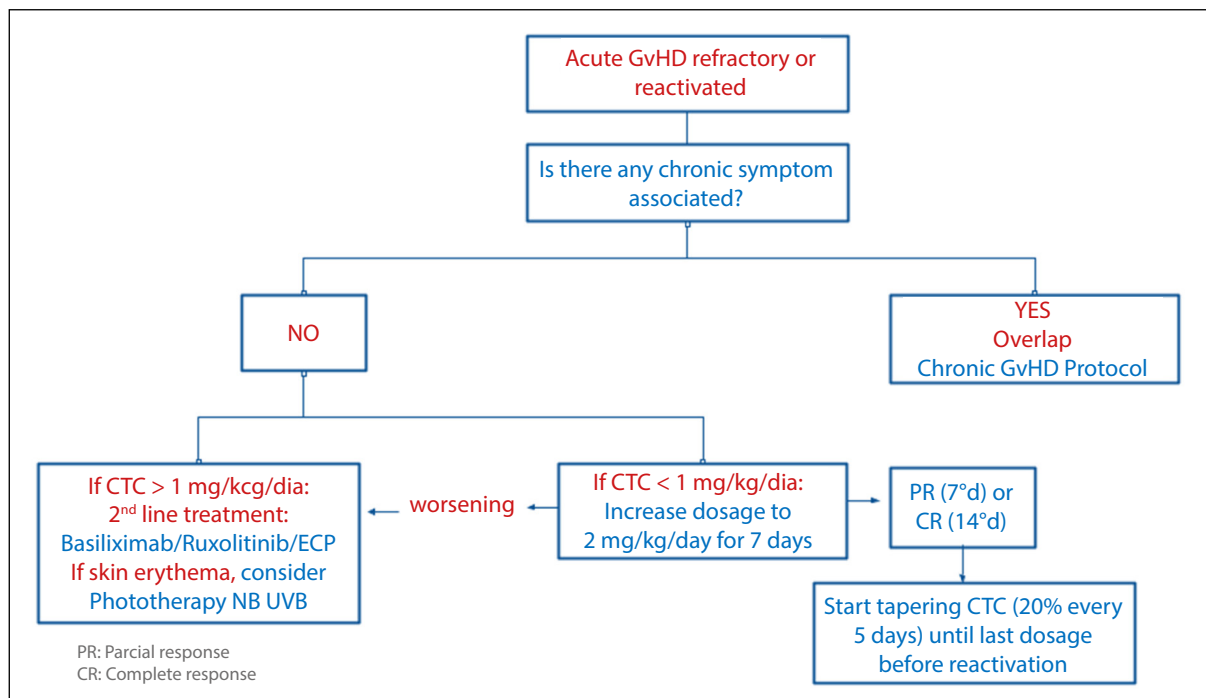 Acute GvHD refractory or
reactivated
Is there any chronic symptom
associated?
NO
YES
Overlap
Chronic GvHD Protocol
If CTC > 1 mg/kcg/dia:
2nd line treatment:
Basiliximab/Ruxolitinib/ECP
If skin erythema, consider
Phototherapy NB UVB
worsening
If CTC < 1 mg/kg/dia:
Increase dosage to
2 mg/kg/day for 7 days
PR (7°d) or
CR (14°d)
Start tapering CTC (20% every
5 days) until last dosage
before reactivation
PR: Parcial response
CR: Complete response